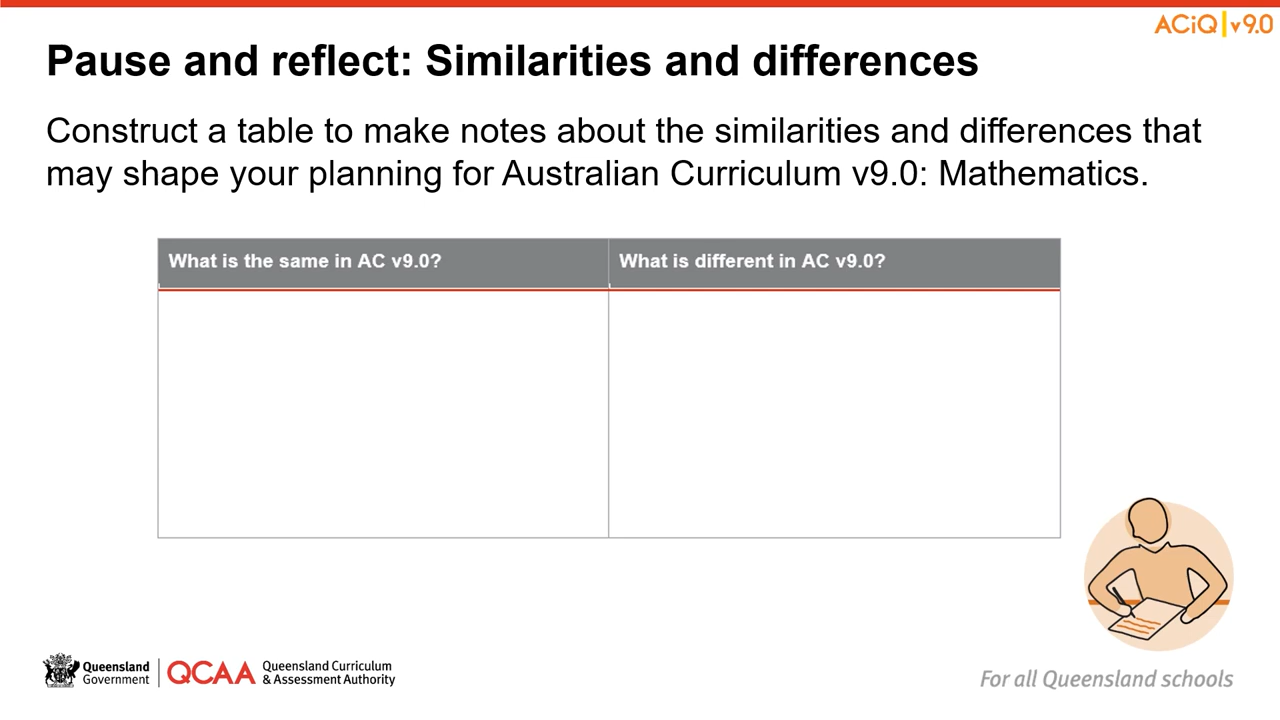 ACiQ v9.0
Pause and reflect: Similarities and differences
Construct a table to make notes about the similarities and differences that
may shape your planning for Australian Curriculum v9.0: Mathematics.
What is the same in AC v9.0?
What is different in AC v9.0?
Queensland
Government
QCAA
Queensland Curriculum
& Assessment Authority
For all Queensland schools